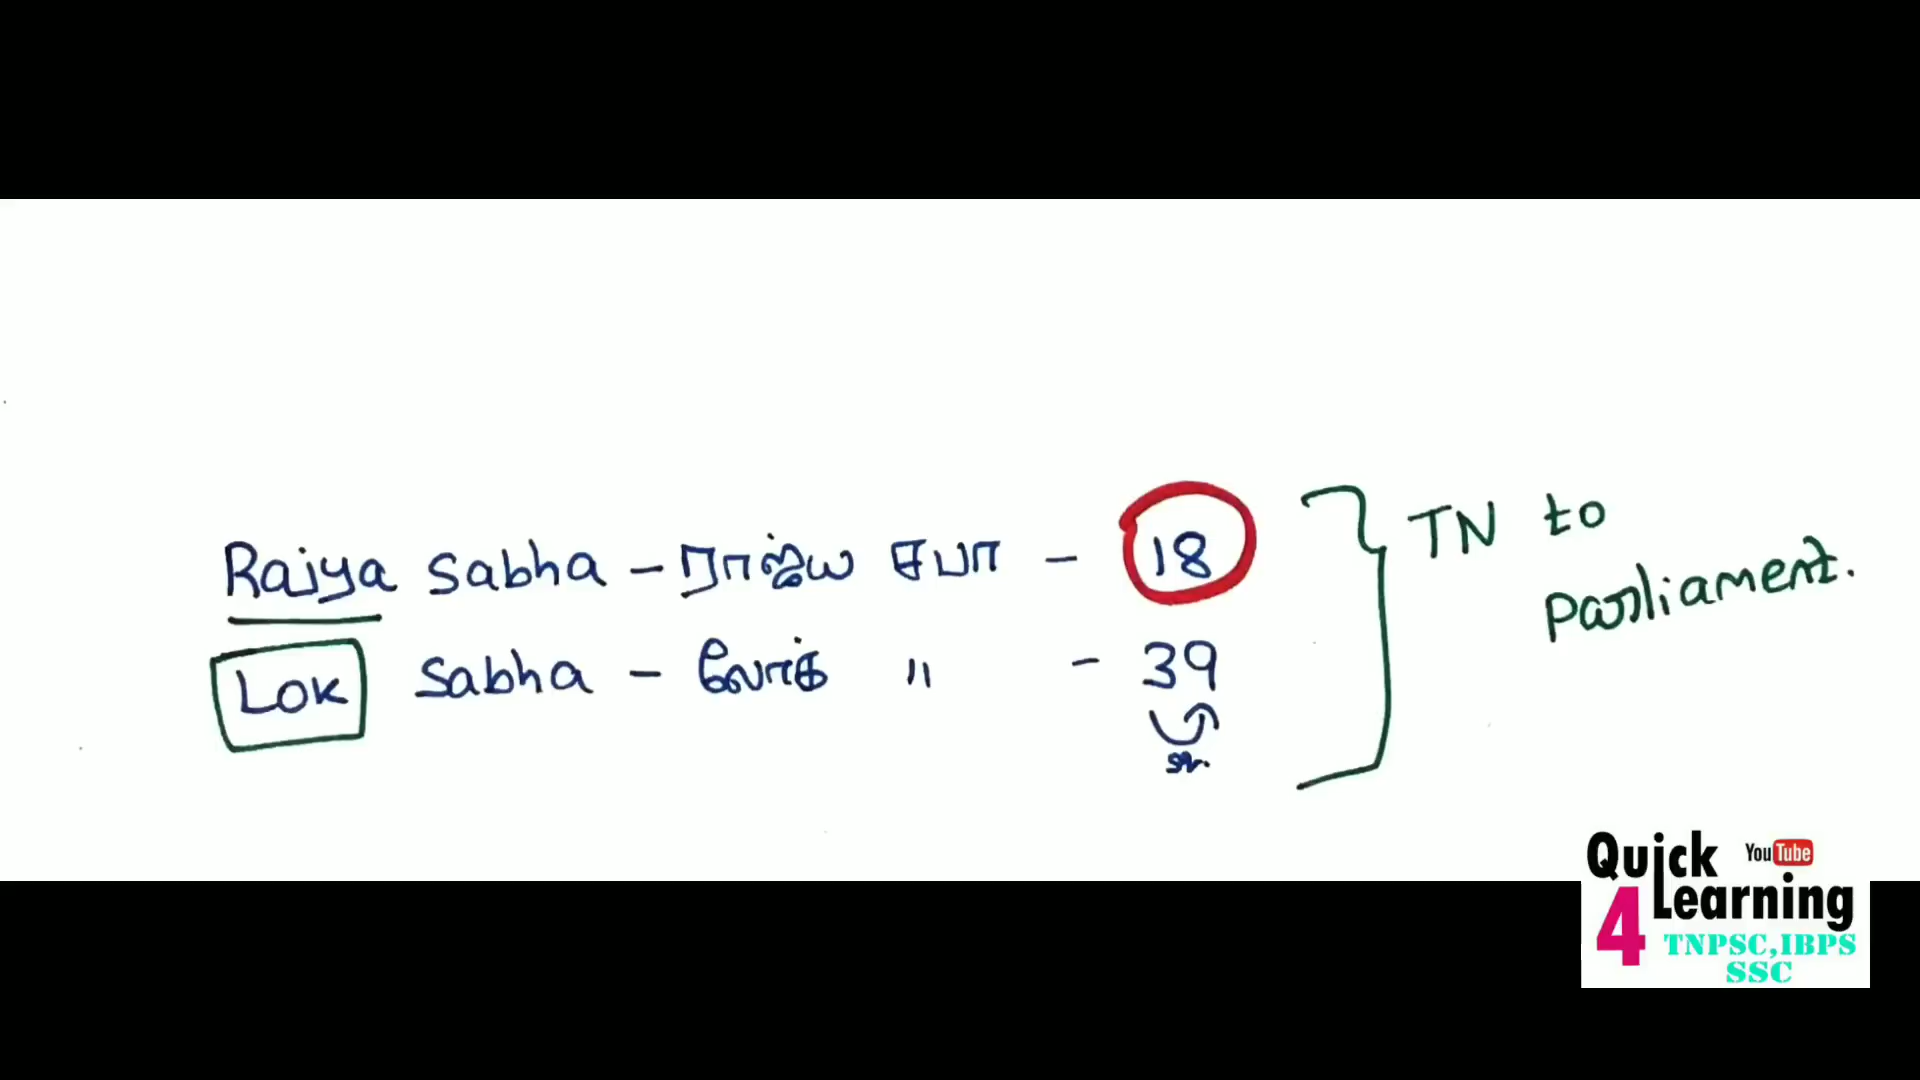 Rajya Sabha - ராஜ்ய சபா - 18
Lok Sabha - லோக் " - 39
TN to
Parliament.
Quick YouTube
4 Learning
TNPSC,IBPS
SSC